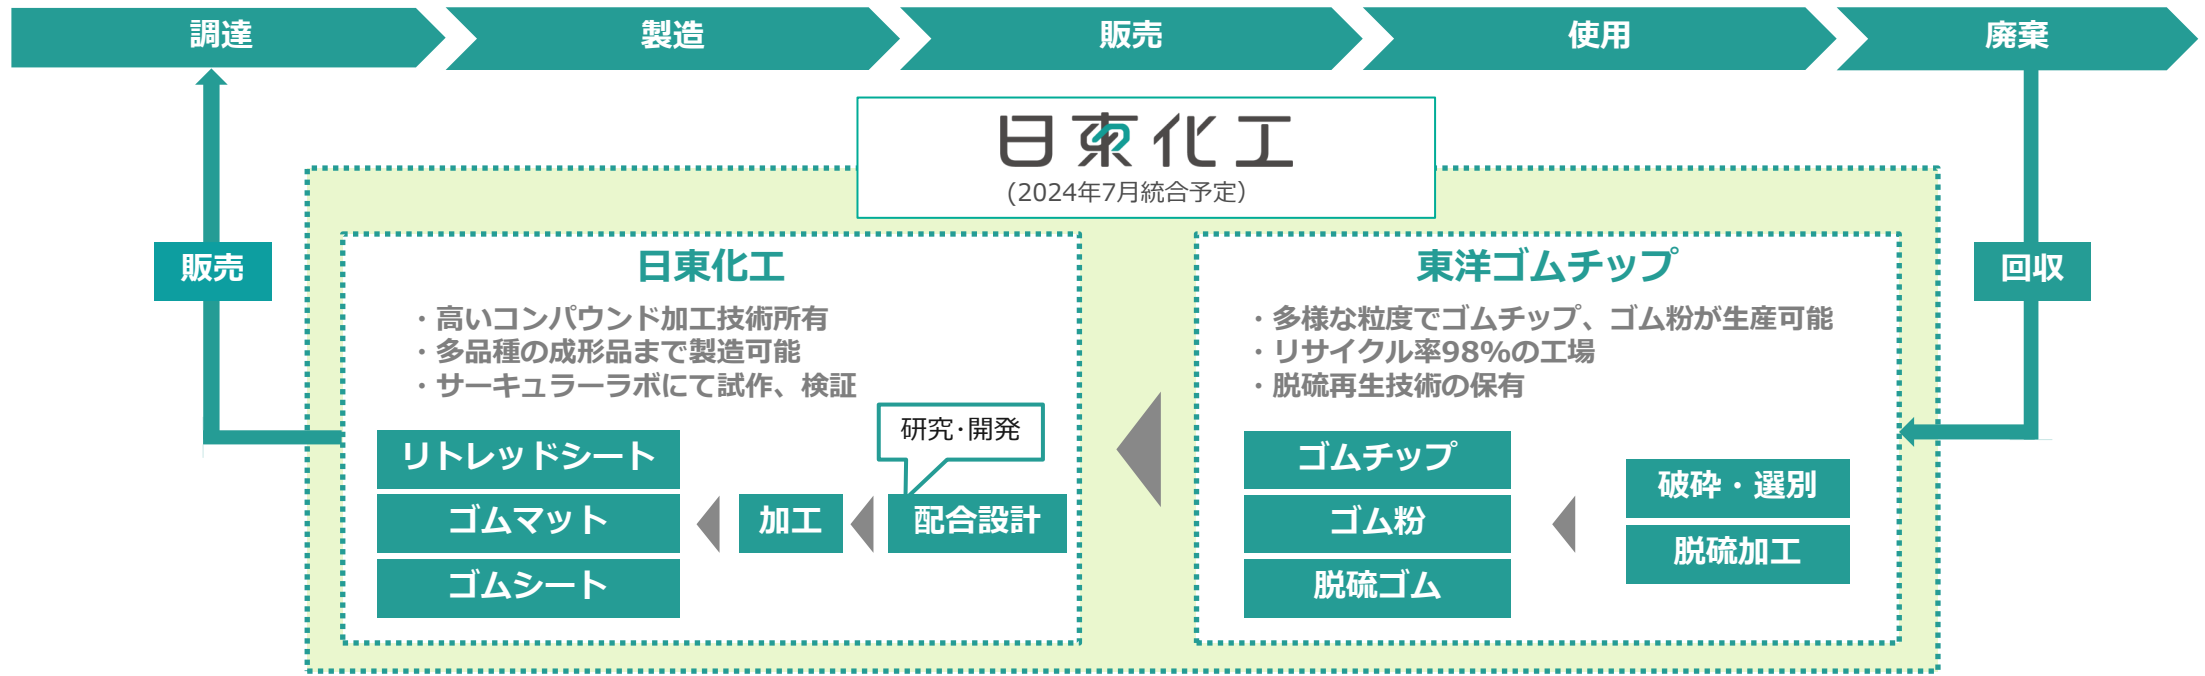 調達
製造
販売
使用
廃棄
日東化工
(2024年7月統合予定）
販売
回収
日東化工
・高いコンパウンド加工技術所有
・多品種の成形品まで製造可能
・サーキュラーラボにて試作、検証
研究・開発
リトレッドシート
ゴムマット
ゴムシート
加工
配合設計
東洋ゴムチップ
・多様な粒度でゴムチップ、ゴム粉が生産可能
・リサイクル率98%の工場
・脱硫再生技術の保有
ゴムチップ
ゴム粉
脱硫ゴム
破砕・選別
脱硫加工